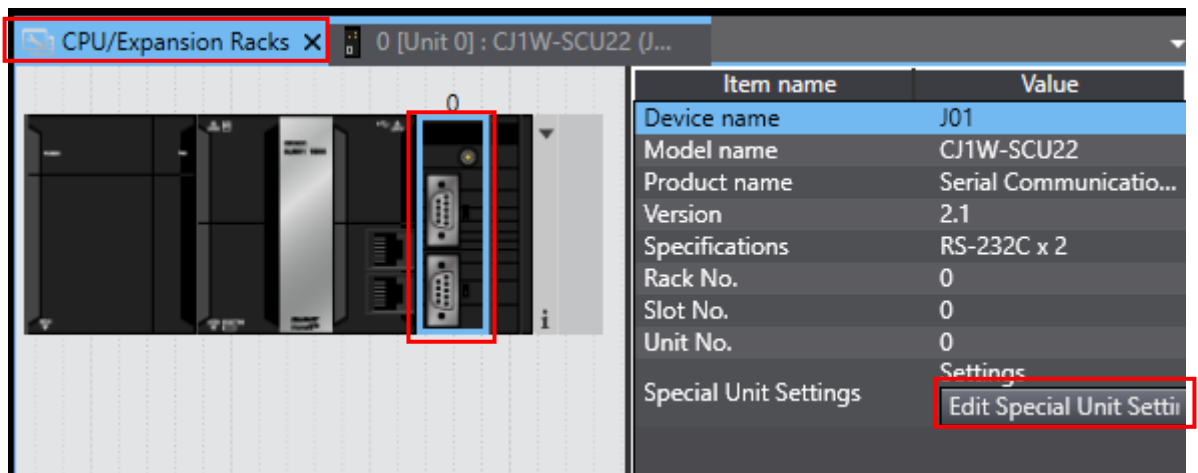 CPU/Expansion Racks X 0 [Unit 0] : CJ1W-SCU22 (J...
0
i
Item name Value
Device name J01
Model name CJ1W-SCU22
Product name Serial Communicatio...
Version 2.1
Specifications RS-232C x 2
Rack No. 0
Slot No. 0
Unit No. 0
Special Unit Settings Settings
Edit Special Unit Settin